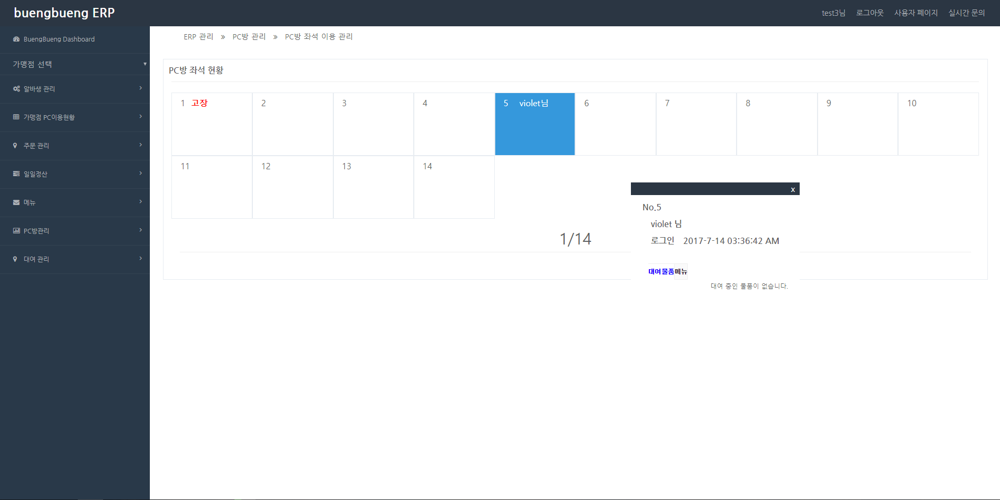 buengbueng ERP
test3님 로그아웃 사용자 페이지 실시간 문의
BuengBueng Dashboard
가맹점 선택
알바생 관리
가맹점 PC이용현황
주문 관리
일일정산
메뉴
PC방관리
대여 관리
ERP 관리 » PC방 관리 » PC방 좌석 이용 관리
PC방 좌석 현황
1 고장 2 3 4 5 violet님 6 7 8 9 10
11 12 13 14
1/14
x
No.5
violet 님
로그인 2017-7-14 03:36:42 AM
대여물품 메뉴
대여 중인 물품이 없습니다.